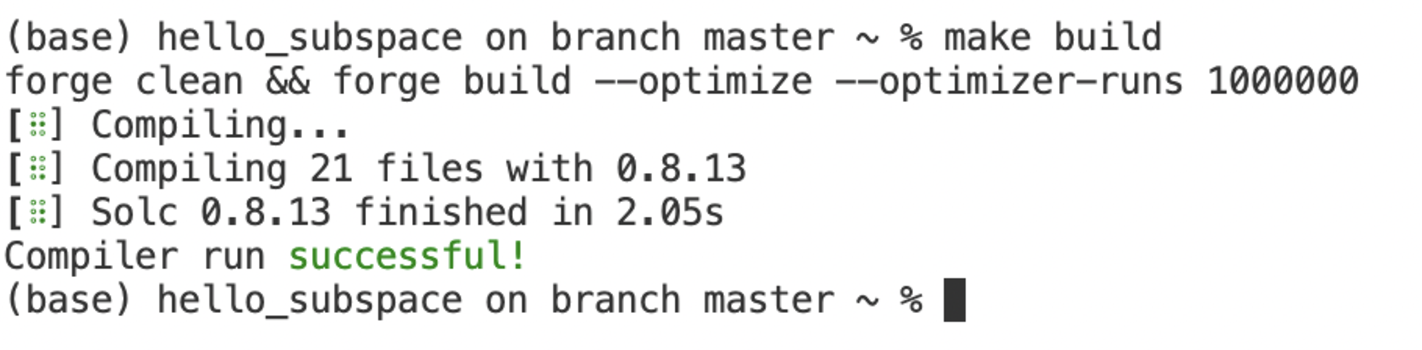 (base) hello_subspace on branch master ~ % make build
forge clean && forge build --optimize --optimizer-runs 1000000
[⠿] Compiling...
[⠿] Compiling 21 files with 0.8.13
[⠿] Solc 0.8.13 finished in 2.05s
Compiler run successful!
(base) hello_subspace on branch master ~ %